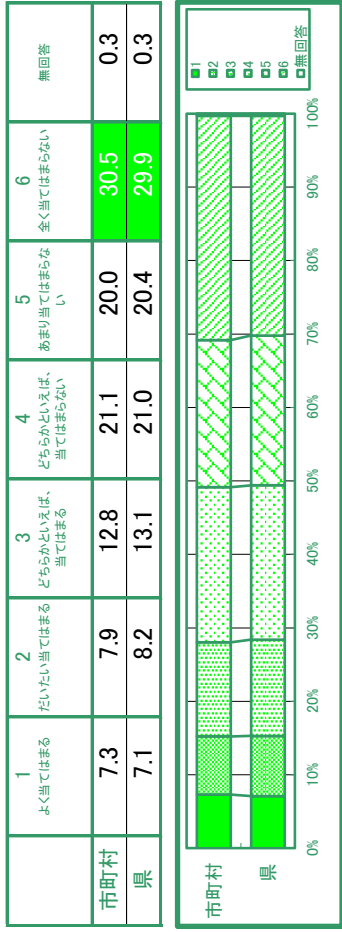 1 2 3 4 5 6 無回答
よく当てはまる だいたい当てはまる どちらかといえば、 どちらかといえば、 あまり当てはまらな 全く当てはまらない
当てはまる 当てはまらない い
市町村 7.3 7.9 12.8 21.1 20.0 30.5 0.3
県 7.1 8.2 13.1 21.0 20.4 29.9 0.3
市町村
県
0% 10% 20% 30% 40% 50% 60% 70% 80% 90% 100%
1
2
3
4
5
6
無回答